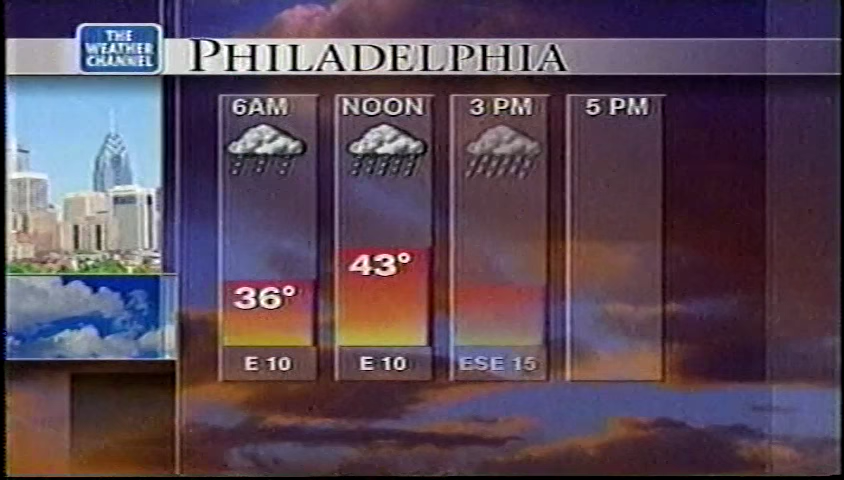 THE
WEATHER
CHANNEL
PHILADELPHIA
6AM NOON 3 PM 5 PM
36° 43°
E 10 E 10 ESE 15